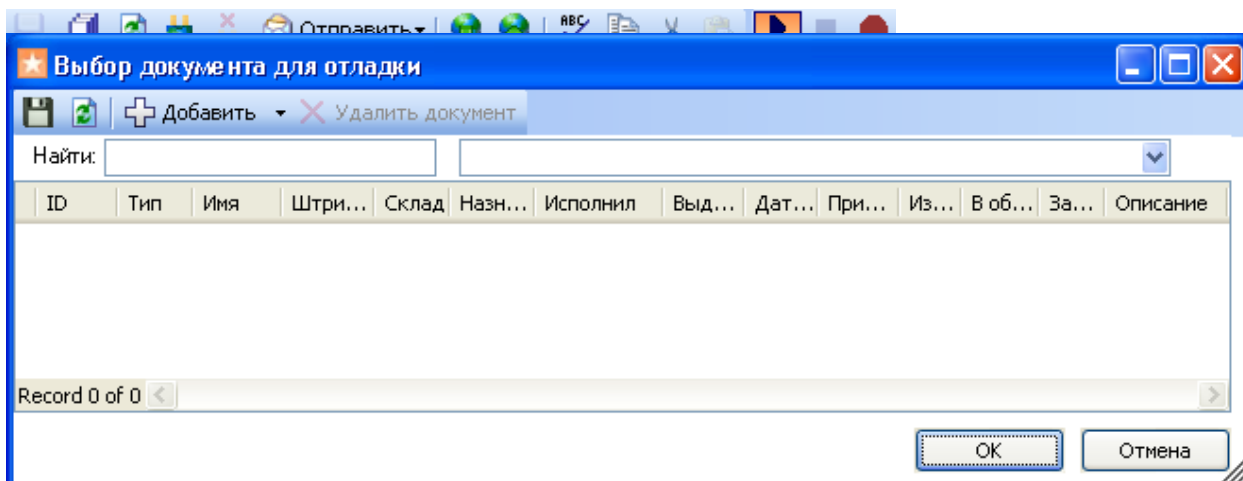 Отправить ABC
Выбор документа для отладки
Добавить Удалить документ
Найти:
ID Тип Имя Штри... Склад Назн... Исполнил Выд... Дат... При... Из... В об... За... Описание
Record 0 of 0
OK Отмена